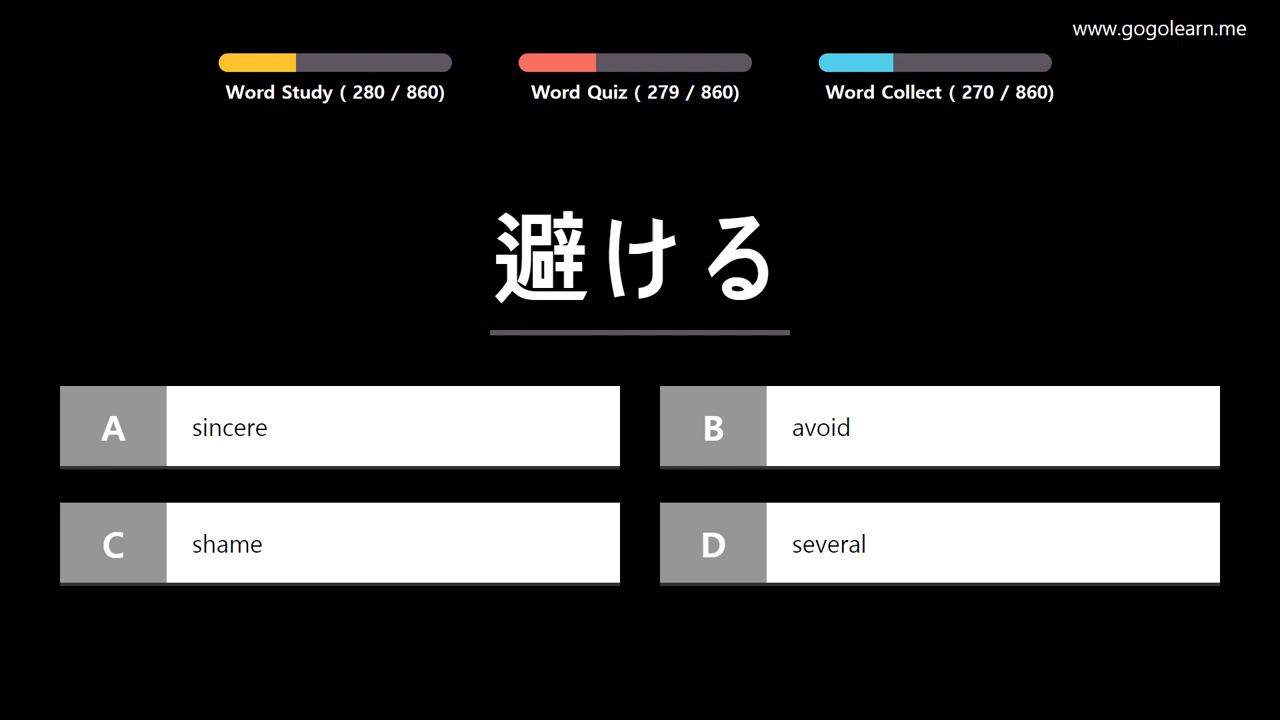 www.gogolearn.me
Word Study ( 280 / 860)
Word Quiz ( 279 / 860)
Word Collect ( 270 / 860)
避ける
A
sincere
B
avoid
C
shame
D
several